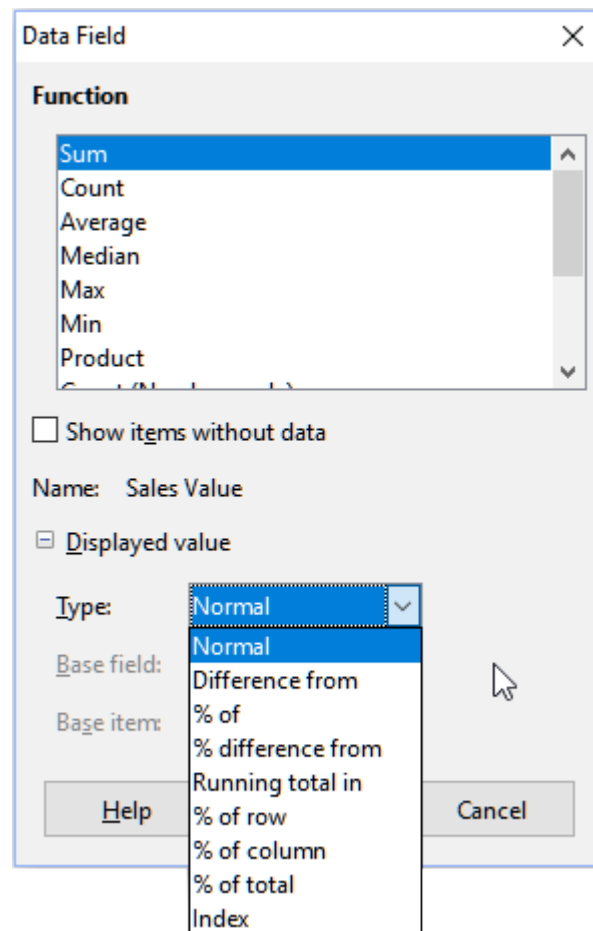 Data Field
Function
Sum
Count
Average
Median
Max
Min
Product
Show items without data
Name: Sales Value
Displayed value
Type: Normal
Normal
Base field:
Difference from
% of
Base item:
% difference from
Running total in
Help
% of row
Cancel
% of column
% of total
Index